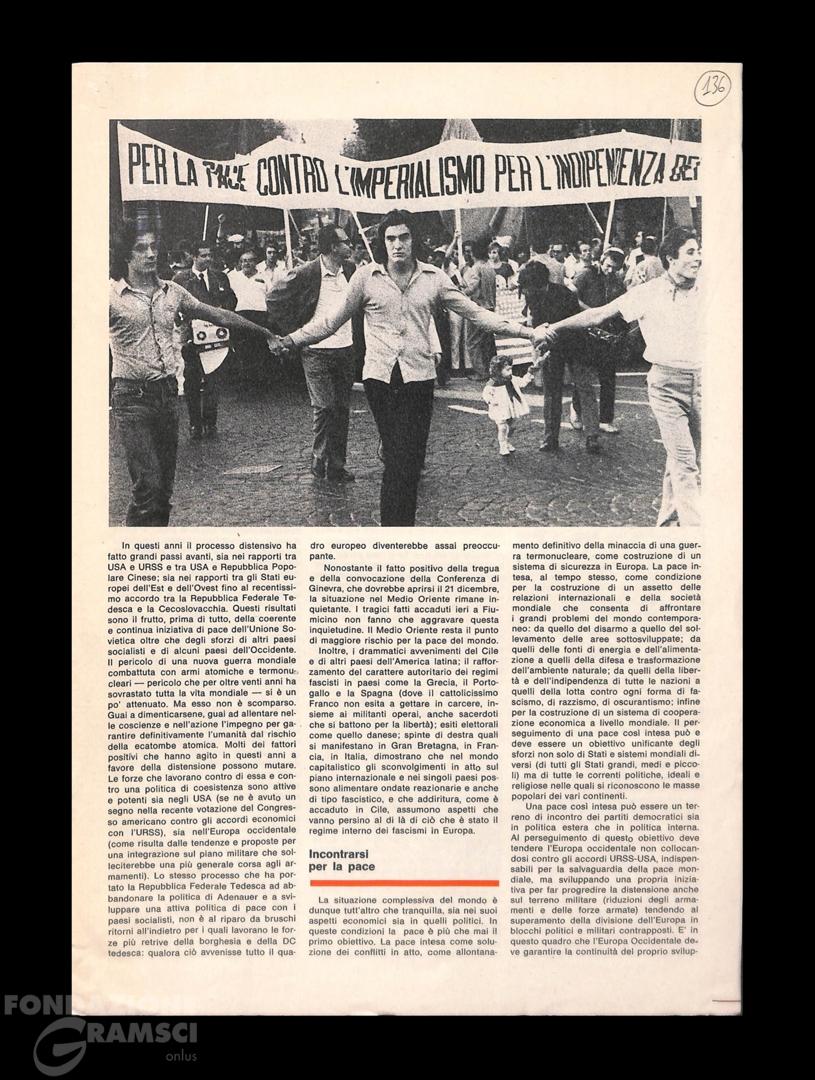 136
PER LA PACE CONTRO L'IMPERIALISMO PER L'INDIPENDENZA DEI
In questi anni il processo distensivo ha
fatto grandi passi avanti, sia nei rapporti tra
USA e URSS e tra USA e Repubblica Popo-
lare Cinese; sia nei rapporti tra gli Stati eu-
ropei dell'Est e dell'Ovest fino al recentissi-
mo accordo tra la Repubblica Federale Te-
desca e la Cecoslovacchia. Questi risultati
sono il frutto, prima di tutto, della coerente
e continua iniziativa di pace dell'Unione So-
vietica oltre che degli sforzi di altri paesi
socialisti e di alcuni paesi dell'Occidente.
Il pericolo di una nuova guerra mondiale
combattuta con armi atomiche e termonu-
cleari — pericolo che per oltre venti anni ha
sovrastato tutta la vita mondiale — si è un
po' attenuato. Ma esso non è scomparso.
Guai a dimenticarsene, guai ad allentare nel-
le coscienze e nell'azione l'impegno per ga-
rantire definitivamente l'umanità dal rischio
della ecatombe atomica. Molti dei fattori
positivi che hanno agito in questi anni a
favore della distensione possono mutare.
Le forze che lavorano contro di essa e con-
tro una politica di coesistenza sono attive
e potenti sia negli USA (se ne è avuto un
segno nella recente votazione del Congres-
so americano contro gli accordi economici
con l'URSS), sia nell'Europa occidentale
(come risulta dalle tendenze e proposte per
una integrazione sul piano militare che sol-
leciterebbe una più generale corsa agli ar-
mamenti). Lo stesso processo che ha por-
tato la Repubblica Federale Tedesca ad ab-
bandonare la politica di Adenauer e a svi-
luppare una attiva politica di pace con i
paesi socialisti, non è al riparo da bruschi
ritorni all'indietro per i quali lavorano le for-
ze più retrive della borghesia e della DC
tedesca: qualora ciò avvenisse tutto il qua-
dro europeo diventerebbe assai preoccu-
pante.
Nonostante il fatto positivo della tregua
e della convocazione della Conferenza di
Ginevra, che dovrebbe aprirsi il 21 dicembre,
la situazione nel Medio Oriente rimane in-
quietante. I tragici fatti accaduti ieri a Fiu-
micino non fanno che aggravare questa
inquietudine. Il Medio Oriente resta il punto
di maggiore rischio per la pace del mondo.
Inoltre, i drammatici avvenimenti del Cile
e di altri paesi dell'America latina; il raffor-
zamento del carattere autoritario dei regimi
fascisti in paesi come la Grecia, il Porto-
gallo e la Spagna (dove il cattolicissimo
Franco non esita a gettare in carcere, in-
sieme ai militanti operai, anche sacerdoti
che si battono per la libertà); esiti elettorali
come quello danese; spinte di destra quali
si manifestano in Gran Bretagna, in Fran-
cia, in Italia, dimostrano che nel mondo
capitalistico gli sconvolgimenti in atto sul
piano internazionale e nei singoli paesi pos-
sono alimentare ondate reazionarie e anche
di tipo fascistico, e che addiritura, come è
accaduto in Cile, assumono aspetti che
vanno persino al di là di ciò che è stato il
regime interno dei fascismi in Europa.
Incontrarsi
per la pace
La situazione complessiva del mondo è
dunque tutt'altro che tranquilla, sia nei suoi
aspetti economici sia in quelli politici. In
queste condizioni la pace è più che mai il
primo obiettivo. La pace intesa come solu-
zione dei conflitti in atto, come allontana-
mento definitivo della minaccia di una guer-
ra termonucleare, come costruzione di un
sistema di sicurezza in Europa. La pace in-
tesa, al tempo stesso, come condizione
per la costruzione di un assetto delle
relazioni internazionali e della società
mondiale che consenta di affrontare
i grandi problemi del mondo contempora-
neo: da quello del disarmo a quello del sol-
levamento delle aree sottosviluppate; da
quelli delle fonti di energia e dell'alimenta-
zione a quelli della difesa e trasformazione
dell'ambiente naturale; da quelli della liber-
tà e dell'indipendenza di tutte le nazioni a
quelli della lotta contro ogni forma di fa-
scismo, di razzismo, di oscurantismo; infine
per la costruzione di un sistema di coopera-
zione economica a livello mondiale. Il per-
seguimento di una pace così intesa può e
deve essere un obiettivo unificante degli
sforzi non solo di Stati e sistemi mondiali di-
versi (di tutti gli Stati grandi, medi e picco-
li) ma di tutte le correnti politiche, ideali e
religiose nelle quali si riconoscono le masse
popolari dei vari continenti.
Una pace così intesa può essere un ter-
reno di incontro di partiti democratici sia
in politica estera che in politica interna.
Al perseguimento di questo obiettivo deve
tendere l'Europa occidentale non collocan-
dosi contro gli accordi URSS-USA, indispen-
sabili per la salvaguardia della pace mon-
diale, ma sviluppando una propria inizia-
tiva per far progredire la distensione anche
sul terreno militare (riduzioni degli arma-
menti e delle forze armate) tendendo al
superamento della divisione dell'Europa in
blocchi politici e militari contrapposti. E' in
questo quadro che l'Europa Occidentale de-
ve garantire la continuità del proprio svilup-
FONDAZIONE
GRAMSCI
onlus